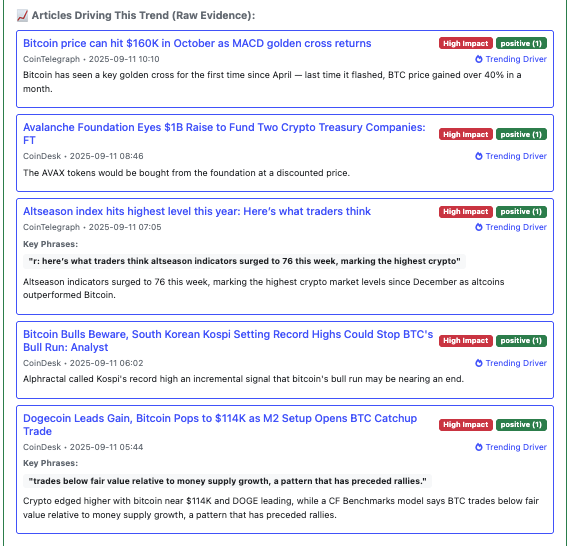 📈 Articles Driving This Trend (Raw Evidence):
Bitcoin price can hit $160K in October as MACD golden cross returns
High Impact positive (1)
CoinTelegraph • 2025-09-11 10:10
Trending Driver
Bitcoin has seen a key golden cross for the first time since April — last time it flashed, BTC price gained over 40% in a
month.
Avalanche Foundation Eyes $1B Raise to Fund Two Crypto Treasury Companies:
FT
High Impact positive (1)
CoinDesk • 2025-09-11 08:46
Trending Driver
The AVAX tokens would be bought from the foundation at a discounted price.
Altseason index hits highest level this year: Here’s what traders think
High Impact positive (1)
CoinTelegraph • 2025-09-11 07:05
Trending Driver
Key Phrases:
"r: here’s what traders think altseason indicators surged to 76 this week, marking the highest crypto"
Altseason indicators surged to 76 this week, marking the highest crypto market levels since December as altcoins
outperformed Bitcoin.
Bitcoin Bulls Beware, South Korean Kospi Setting Record Highs Could Stop BTC's
Bull Run: Analyst
High Impact positive (1)
CoinDesk • 2025-09-11 06:02
Trending Driver
Alphractal called Kospi's record high an incremental signal that bitcoin's bull run may be nearing an end.
Dogecoin Leads Gain, Bitcoin Pops to $114K as M2 Setup Opens BTC Catchup
Trade
High Impact positive (1)
CoinDesk • 2025-09-11 05:44
Trending Driver
Key Phrases:
"trades below fair value relative to money supply growth, a pattern that has preceded rallies."
Crypto edged higher with bitcoin near $114K and DOGE leading, while a CF Benchmarks model says BTC trades below fair
value relative to money supply growth, a pattern that has preceded rallies.